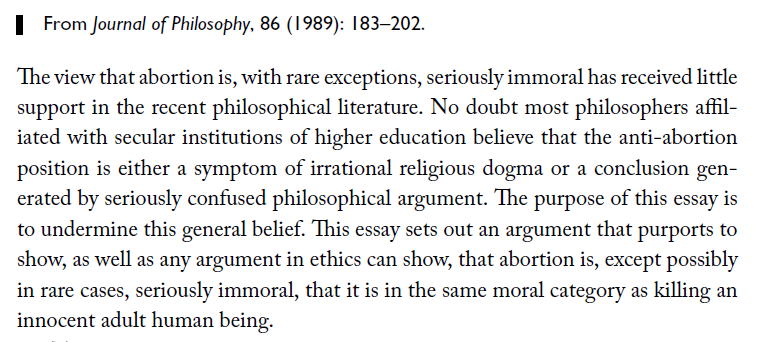 From Journal of Philosophy, 86 (1989): 183–202.
The view that abortion is, with rare exceptions, seriously immoral has received little
support in the recent philosophical literature. No doubt most philosophers affil-
iated with secular institutions of higher education believe that the anti-abortion
position is either a symptom of irrational religious dogma or a conclusion gen-
erated by seriously confused philosophical argument. The purpose of this essay is
to undermine this general belief. This essay sets out an argument that purports to
show, as well as any argument in ethics can show, that abortion is, except possibly
in rare cases, seriously immoral, that it is in the same moral category as killing an
innocent adult human being.